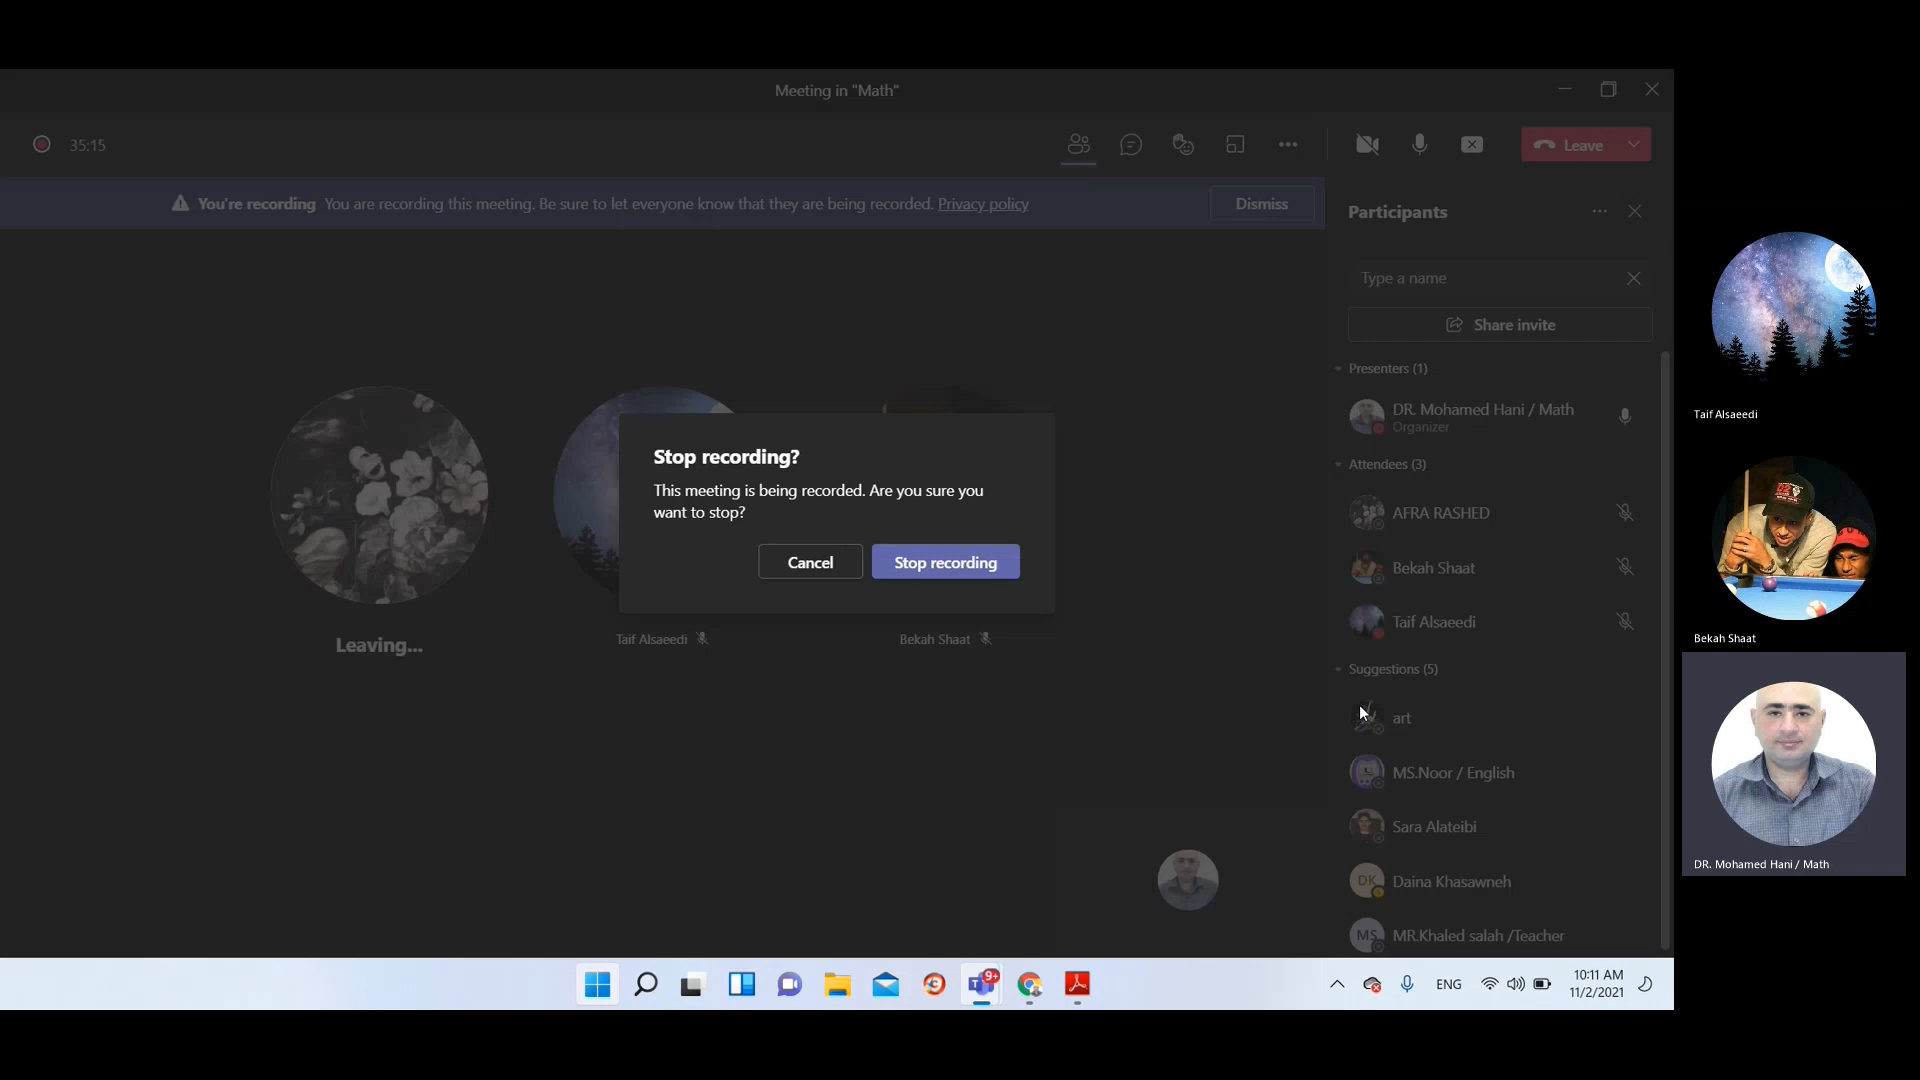 Meeting in "Math"
35:15
Leave
You're recording You are recording this meeting. Be sure to let everyone know that they are being recorded. Privacy policy
Dismiss
Participants
Type a name
Share invite
Presenters (1)
DR. Mohamed Hani / Math
Organizer
Attendees (3)
AFRA RASHED
Bekah Shaat
Taif Alsaeedi
Suggestions (5)
art
MS.Noor / English
Sara Alateibi
DK
Daina Khasawneh
MS
MR.Khaled salah /Teacher
Stop recording?
This meeting is being recorded. Are you sure you
want to stop?
Cancel
Stop recording
Leaving...
Taif Alsaeedi
Bekah Shaat
Taif Alsaeedi
Bekah Shaat
DR. Mohamed Hani / Math
9+
ENG
10:11 AM
11/2/2021